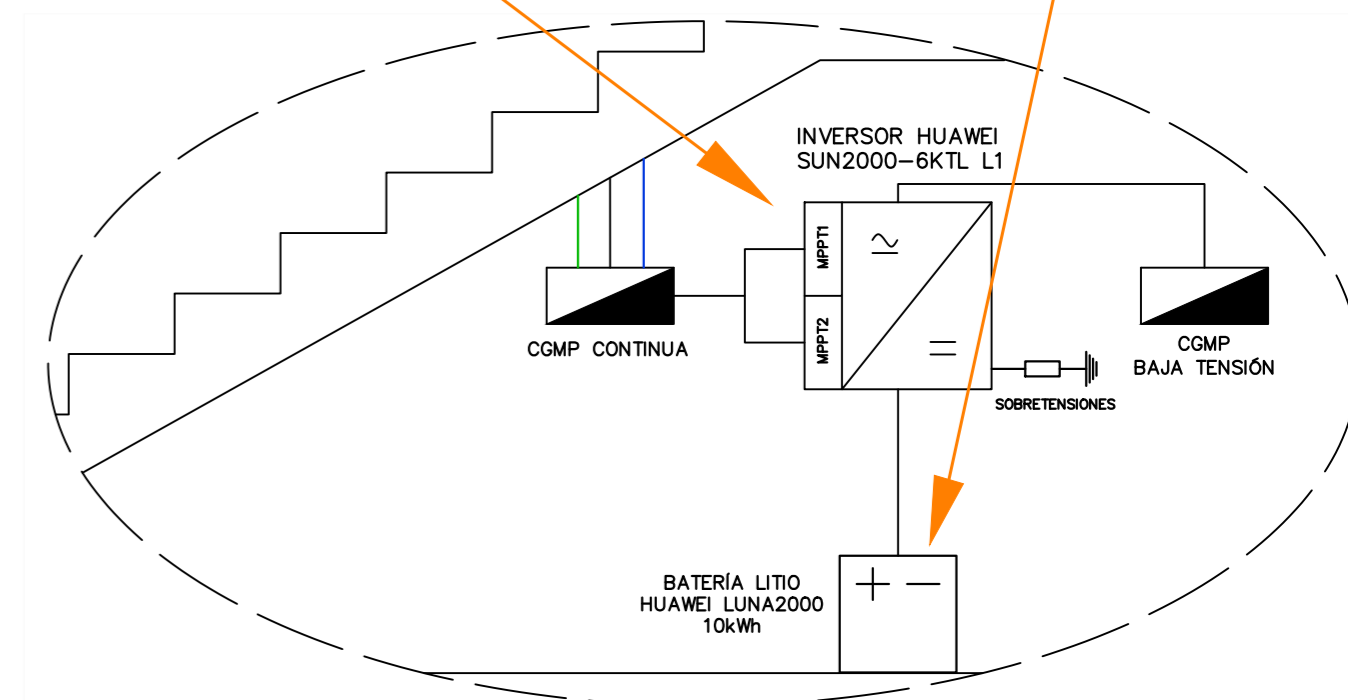 INVERSOR HUAWEI
SUN2000-6KTL L1
MPPT1
MPPT2
CGMP CONTINUA
CGMP
BAJA TENSIÓN
SOBRETENSIONES
BATERÍA LITIO
HUAWEI LUNA2000
10kWh